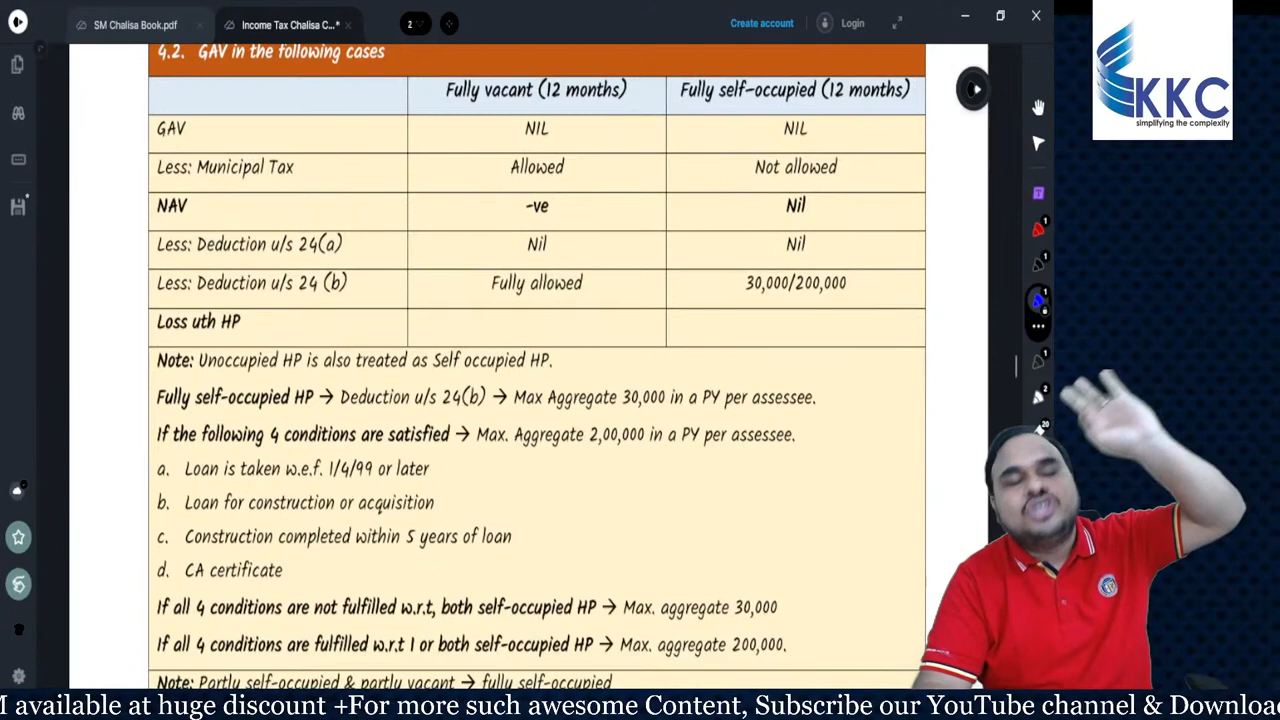 SM Chalisa Book.pdf
Income Tax Chalisa C...*
2
Create account
Login
KKC
simplifying the complexity
4.2. GAV in the following cases
Fully vacant (12 months) Fully self-occupied (12 months)
GAV NIL NIL
Less: Municipal Tax Allowed Not allowed
NAV -ve Nil
Less: Deduction u/s 24(a) Nil Nil
Less: Deduction u/s 24 (b) Fully allowed 30,000/200,000
Loss uth HP
Note: Unoccupied HP is also treated as Self occupied HP.
Fully self-occupied HP → Deduction u/s 24(b) → Max Aggregate 30,000 in a PY per assessee.
If the following 4 conditions are satisfied → Max. Aggregate 2,00,000 in a PY per assessee.
a. Loan is taken w.e.f. 1/4/99 or later
b. Loan for construction or acquisition
c. Construction completed within 5 years of loan
d. CA certificate
If all 4 conditions are not fulfilled w.r.t, both self-occupied HP → Max. aggregate 30,000
If all 4 conditions are fulfilled w.r.t 1 or both self-occupied HP → Max. aggregate 200,000.
Note: Partly self-occupied & partly vacant → fully self-occupied
1
1
1
1
2
20
M available at huge discount +For more such awesome Content, Subscribe our YouTube channel & Downloa